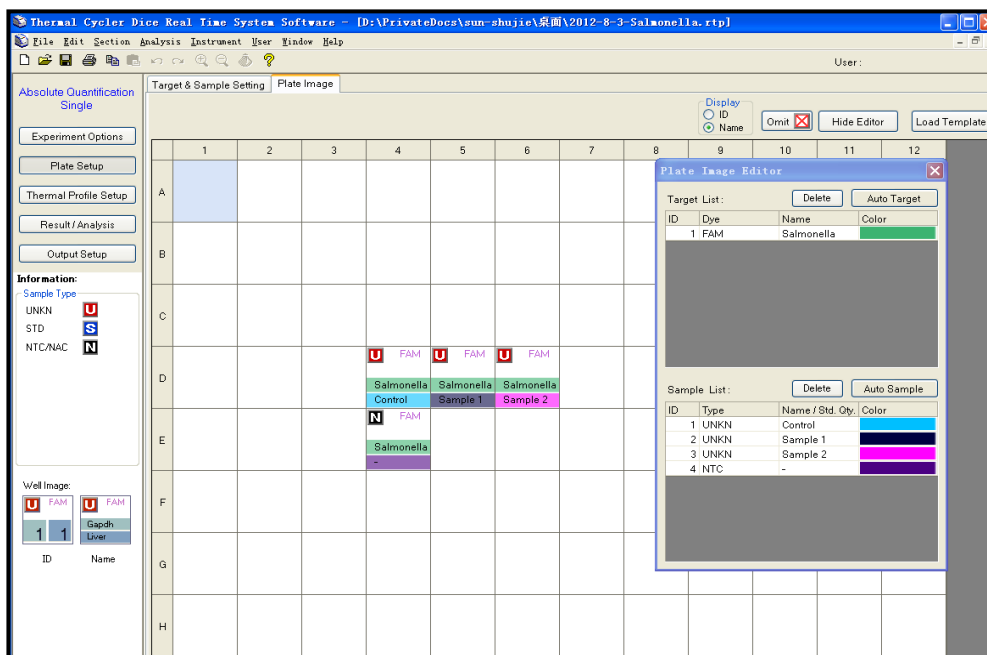 Thermal Cycler Dice Real Time System Software - [D:\PrivateDocs\sun-shujie\桌面\2012-8-3-Salmonella.rtp]
File Edit Section Analysis Instrument User Window Help
User:
Absolute Quantification
Single
Experiment Options
Plate Setup
Thermal Profile Setup
Result / Analysis
Output Setup
Information:
Sample Type
UNKN U
STD S
NTC/NAC N
Well Image:
U FAM U FAM
1 1 Gapdh
Liver
ID Name
Target & Sample Setting Plate Image
Display
ID
Name
Omit Hide Editor Load Template
1 2 3 4 5 6 7 8 9 10 11 12
A
B
C
D
U FAM U FAM U FAM
Salmonella Salmonella Salmonella
Control Sample 1 Sample 2
E
N FAM
Salmonella
-
F
G
H
Plate Image Editor
Target List: Delete Auto Target
ID Dye Name Color
1 FAM Salmonella
Sample List: Delete Auto Sample
ID Type Name / Std. Qty. Color
1 UNKN Control
2 UNKN Sample 1
3 UNKN Sample 2
4 NTC -